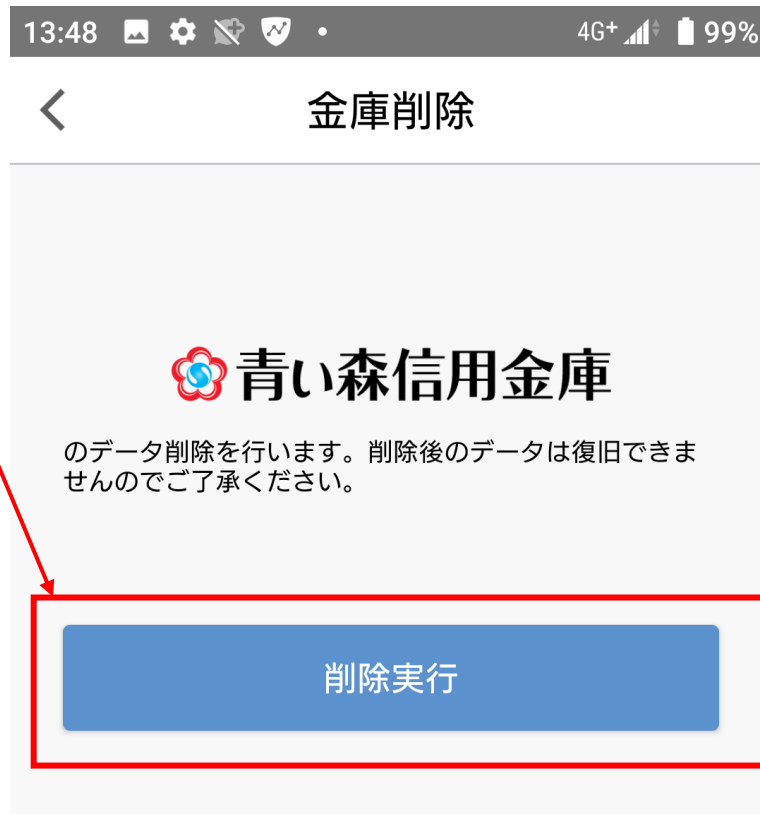 13:48 4G+ 99%
金庫削除
青い森信用金庫
のデータ削除を行います。削除後のデータは復旧できま
せんのでご了承ください。
削除実行